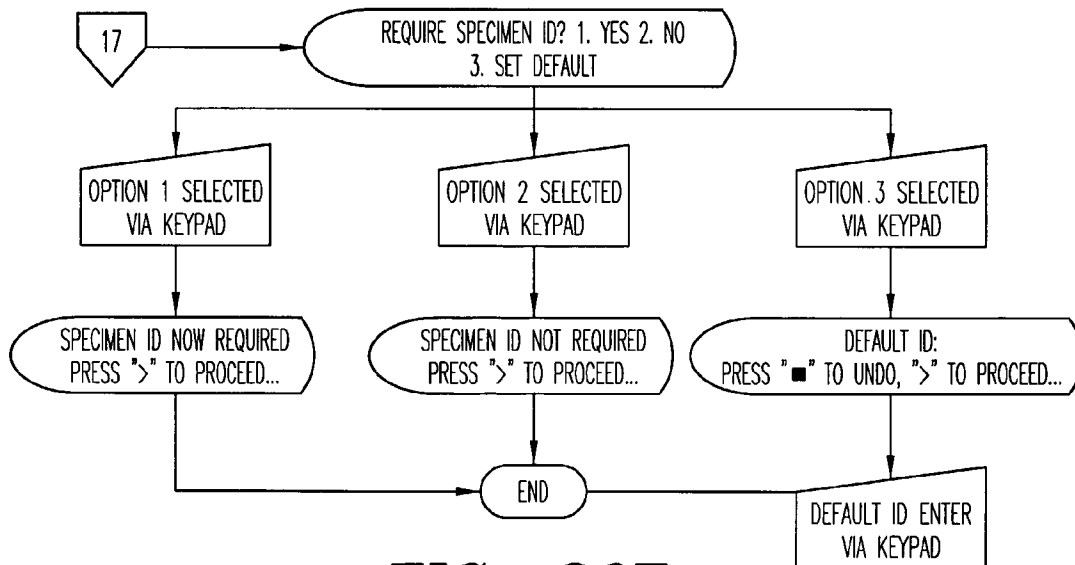 17
REQUIRE SPECIMEN ID? 1. YES 2. NO
3. SET DEFAULT
OPTION 1 SELECTED
VIA KEYPAD
OPTION 2 SELECTED
VIA KEYPAD
OPTION.3 SELECTED
VIA KEYPAD
SPECIMEN ID NOW REQUIRED
PRESS ">" TO PROCEED...
SPECIMEN ID NOT REQUIRED
PRESS ">" TO PROCEED...
DEFAULT ID:
PRESS "■" TO UNDO, ">" TO PROCEED...
END
DEFAULT ID ENTER
VIA KEYPAD